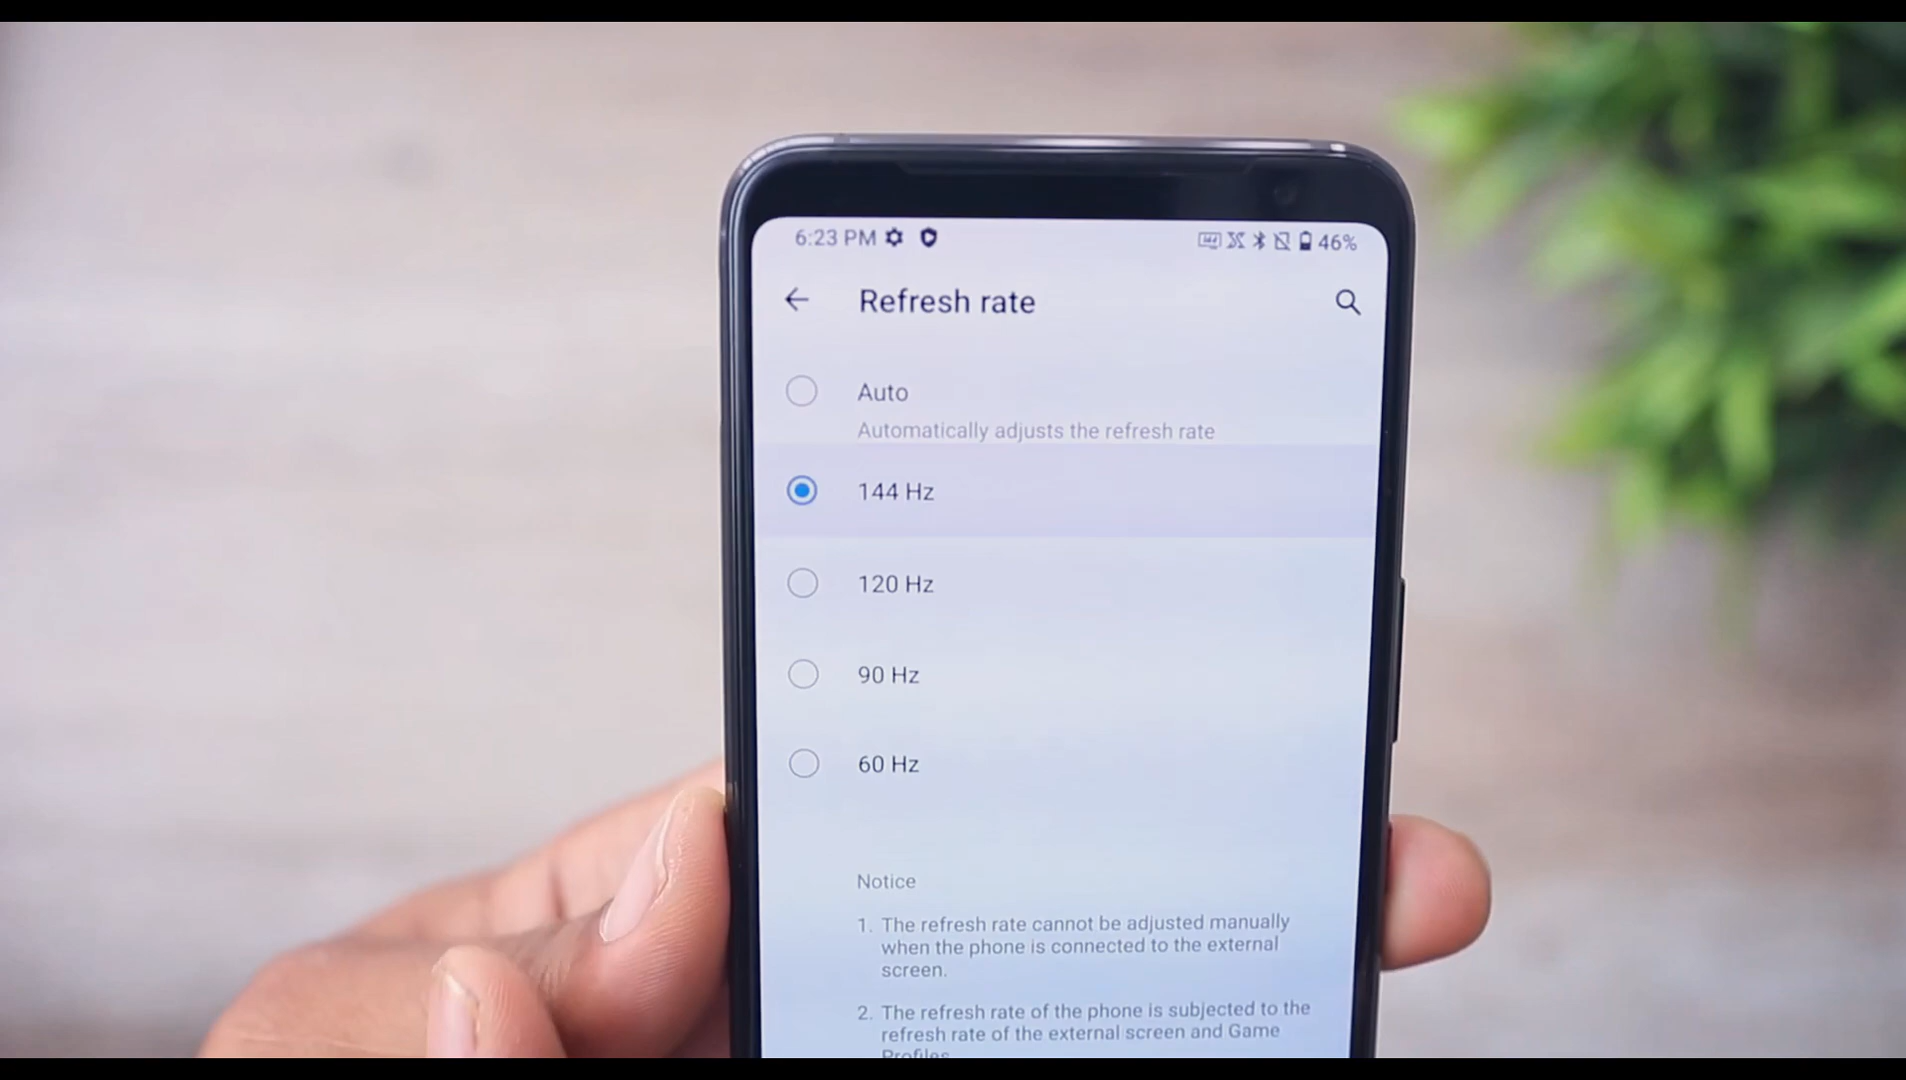 6:23 PM 46%
Refresh rate
Auto
Automatically adjusts the refresh rate
144 Hz
120 Hz
90 Hz
60 Hz
Notice
1. The refresh rate cannot be adjusted manually
when the phone is connected to the external
screen.
2. The refresh rate of the phone is subjected to the
refresh rate of the external screen and Game
Profiles.